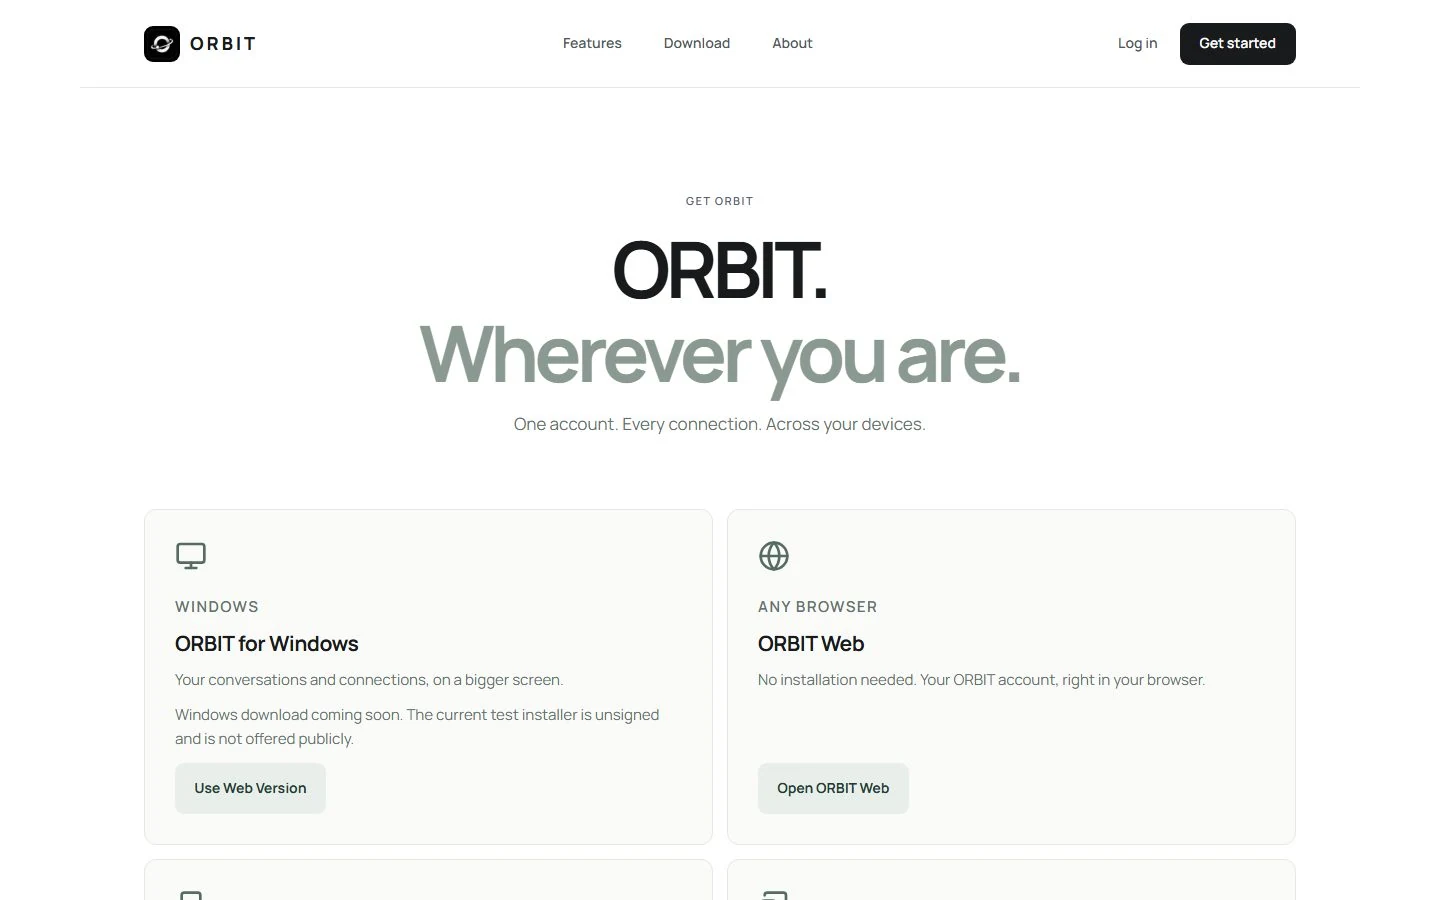 ORBIT
Features
Download
About
Log in
Get started
GET ORBIT
ORBIT.
Wherever you are.
One account. Every connection. Across your devices.
WINDOWS
ORBIT for Windows
Your conversations and connections, on a bigger screen.
Windows download coming soon. The current test installer is unsigned
and is not offered publicly.
Use Web Version
ANY BROWSER
ORBIT Web
No installation needed. Your ORBIT account, right in your browser.
Open ORBIT Web